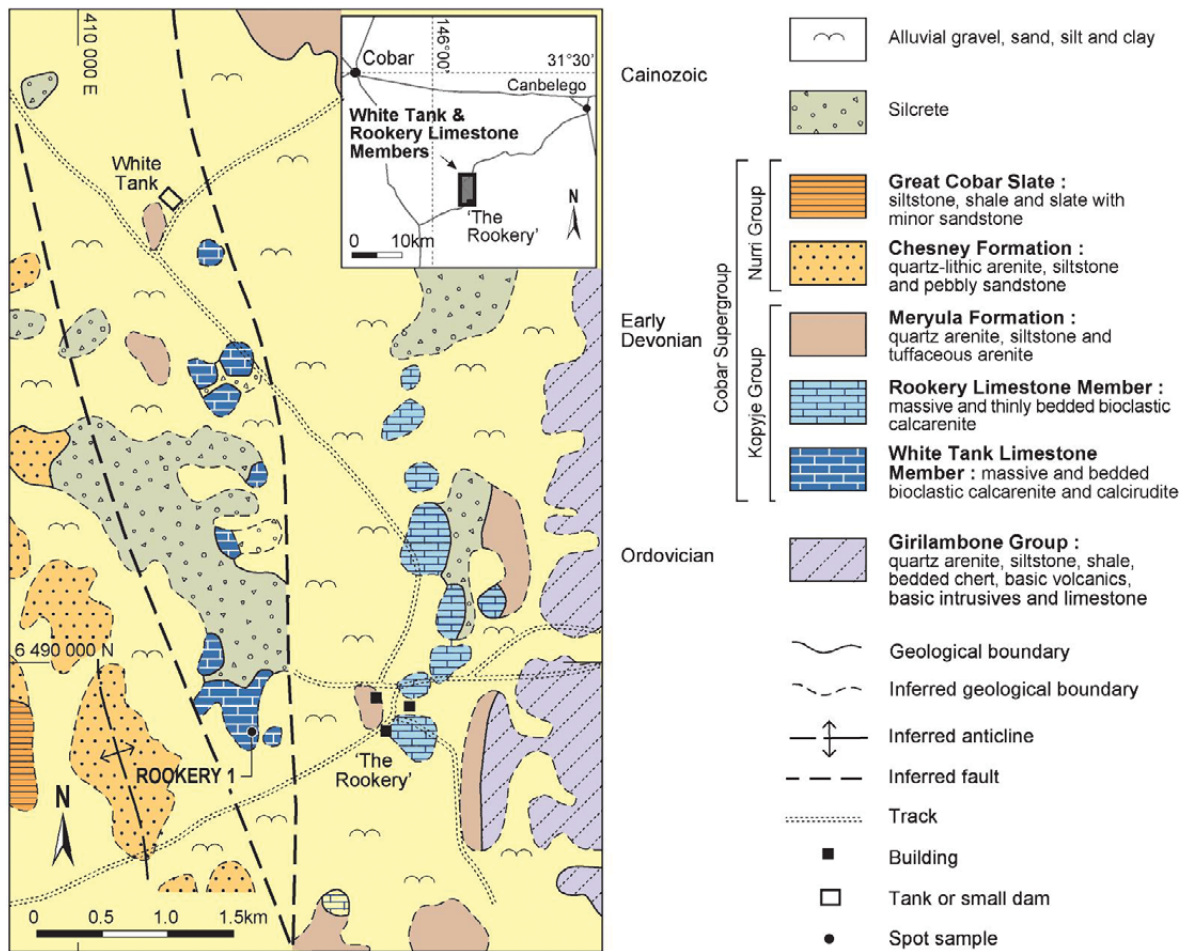 410 000 E
White
Tank
6 490 000 N
ROOKERY 1
'The
Rookery'
N
0 0.5 1.0 1.5km
146°00'
Cobar
31°30'
Canbelego
White Tank &
Rookery Limestone
Members
N
'The
Rookery'
0 10km
Cainozoic
Alluvial gravel, sand, silt and clay
Silcrete
Early
Devonian
Cobar Supergroup
Nurri Group
Great Cobar Slate :
siltstone, shale and slate with
minor sandstone
Chesney Formation :
quartz-lithic arenite, siltstone
and pebbly sandstone
Kopyje Group
Meryula Formation :
quartz arenite, siltstone and
tuffaceous arenite
Rookery Limestone Member :
massive and thinly bedded bioclastic
calcarenite
White Tank Limestone
Member : massive and bedded
bioclastic calcarenite and calcirudite
Ordovician
Girilambone Group :
quartz arenite, siltstone, shale,
bedded chert, basic volcanics,
basic intrusives and limestone
Geological boundary
Inferred geological boundary
Inferred anticline
Inferred fault
Track
Building
Tank or small dam
Spot sample